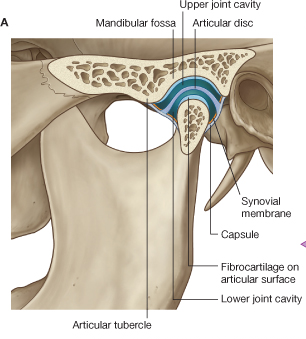 Upper joint cavity
Mandibular fossa
Articular disc
A
Synovial
membrane
Capsule
Fibrocartilage on
articular surface
Lower joint cavity
Articular tubercle